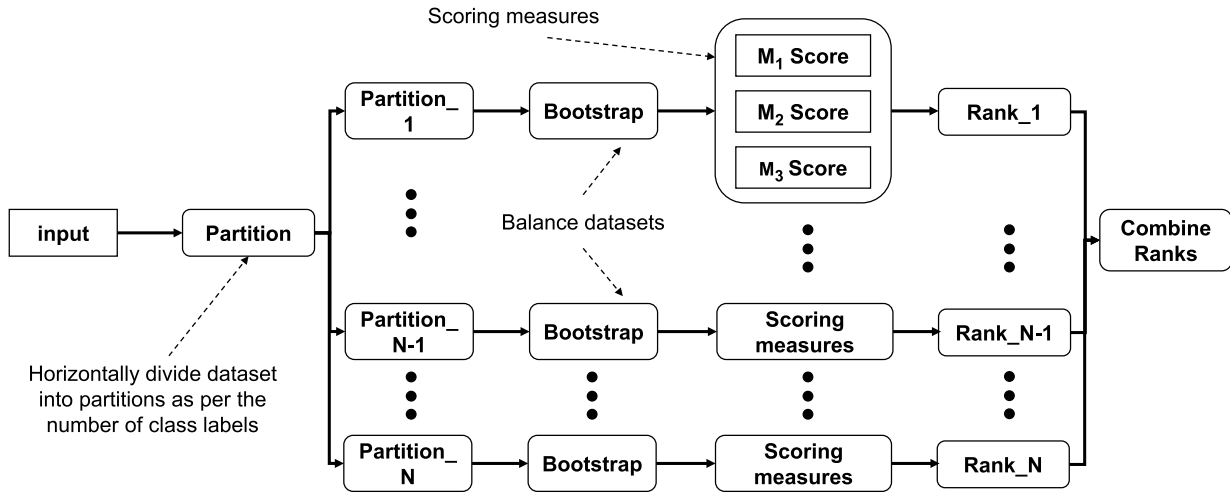 Scoring measures
M₁ Score
M₂ Score
M₃ Score
Partition_
1
Bootstrap
Rank_1
Balance datasets
input
Partition
Combine
Ranks
Partition_
N-1
Bootstrap
Scoring
measures
Rank_N-1
Horizontally divide dataset
into partitions as per the
number of class labels
Partition_
N
Bootstrap
Scoring
measures
Rank_N